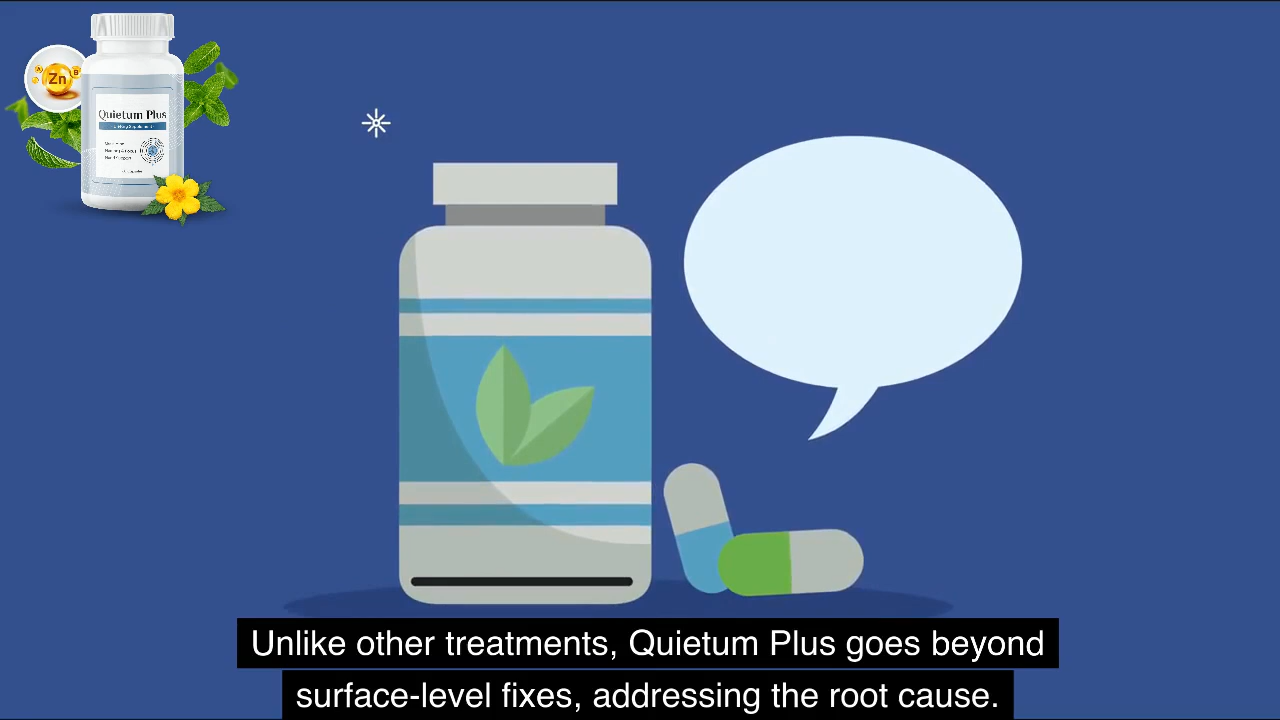 Zn
A
B
Quietum Plus
Unlike other treatments, Quietum Plus goes beyond
surface-level fixes, addressing the root cause.